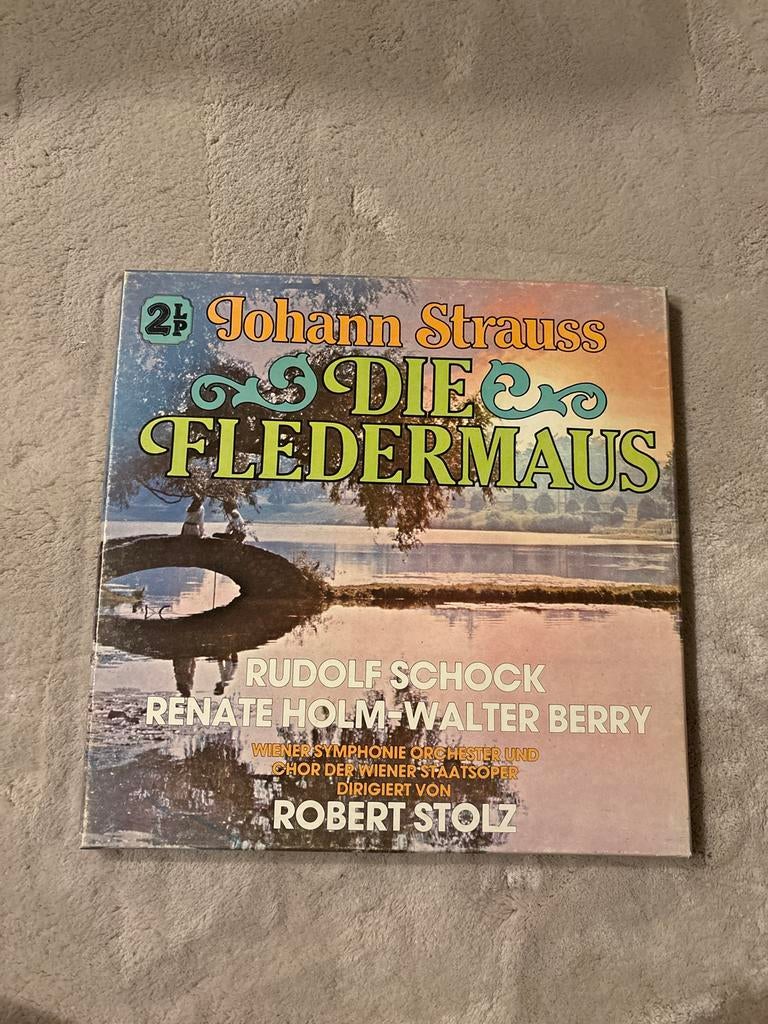 2LP
Johann Strauss
DIE
FLEDERMAUS
RUDOLF SCHOCK
RENATE HOLM-WALTER BERRY
WIENER SYMPHONIE ORCHESTER UND
CHOR DER WIENER STAATSOPER
DIRIGIERT VON
ROBERT STOLZ